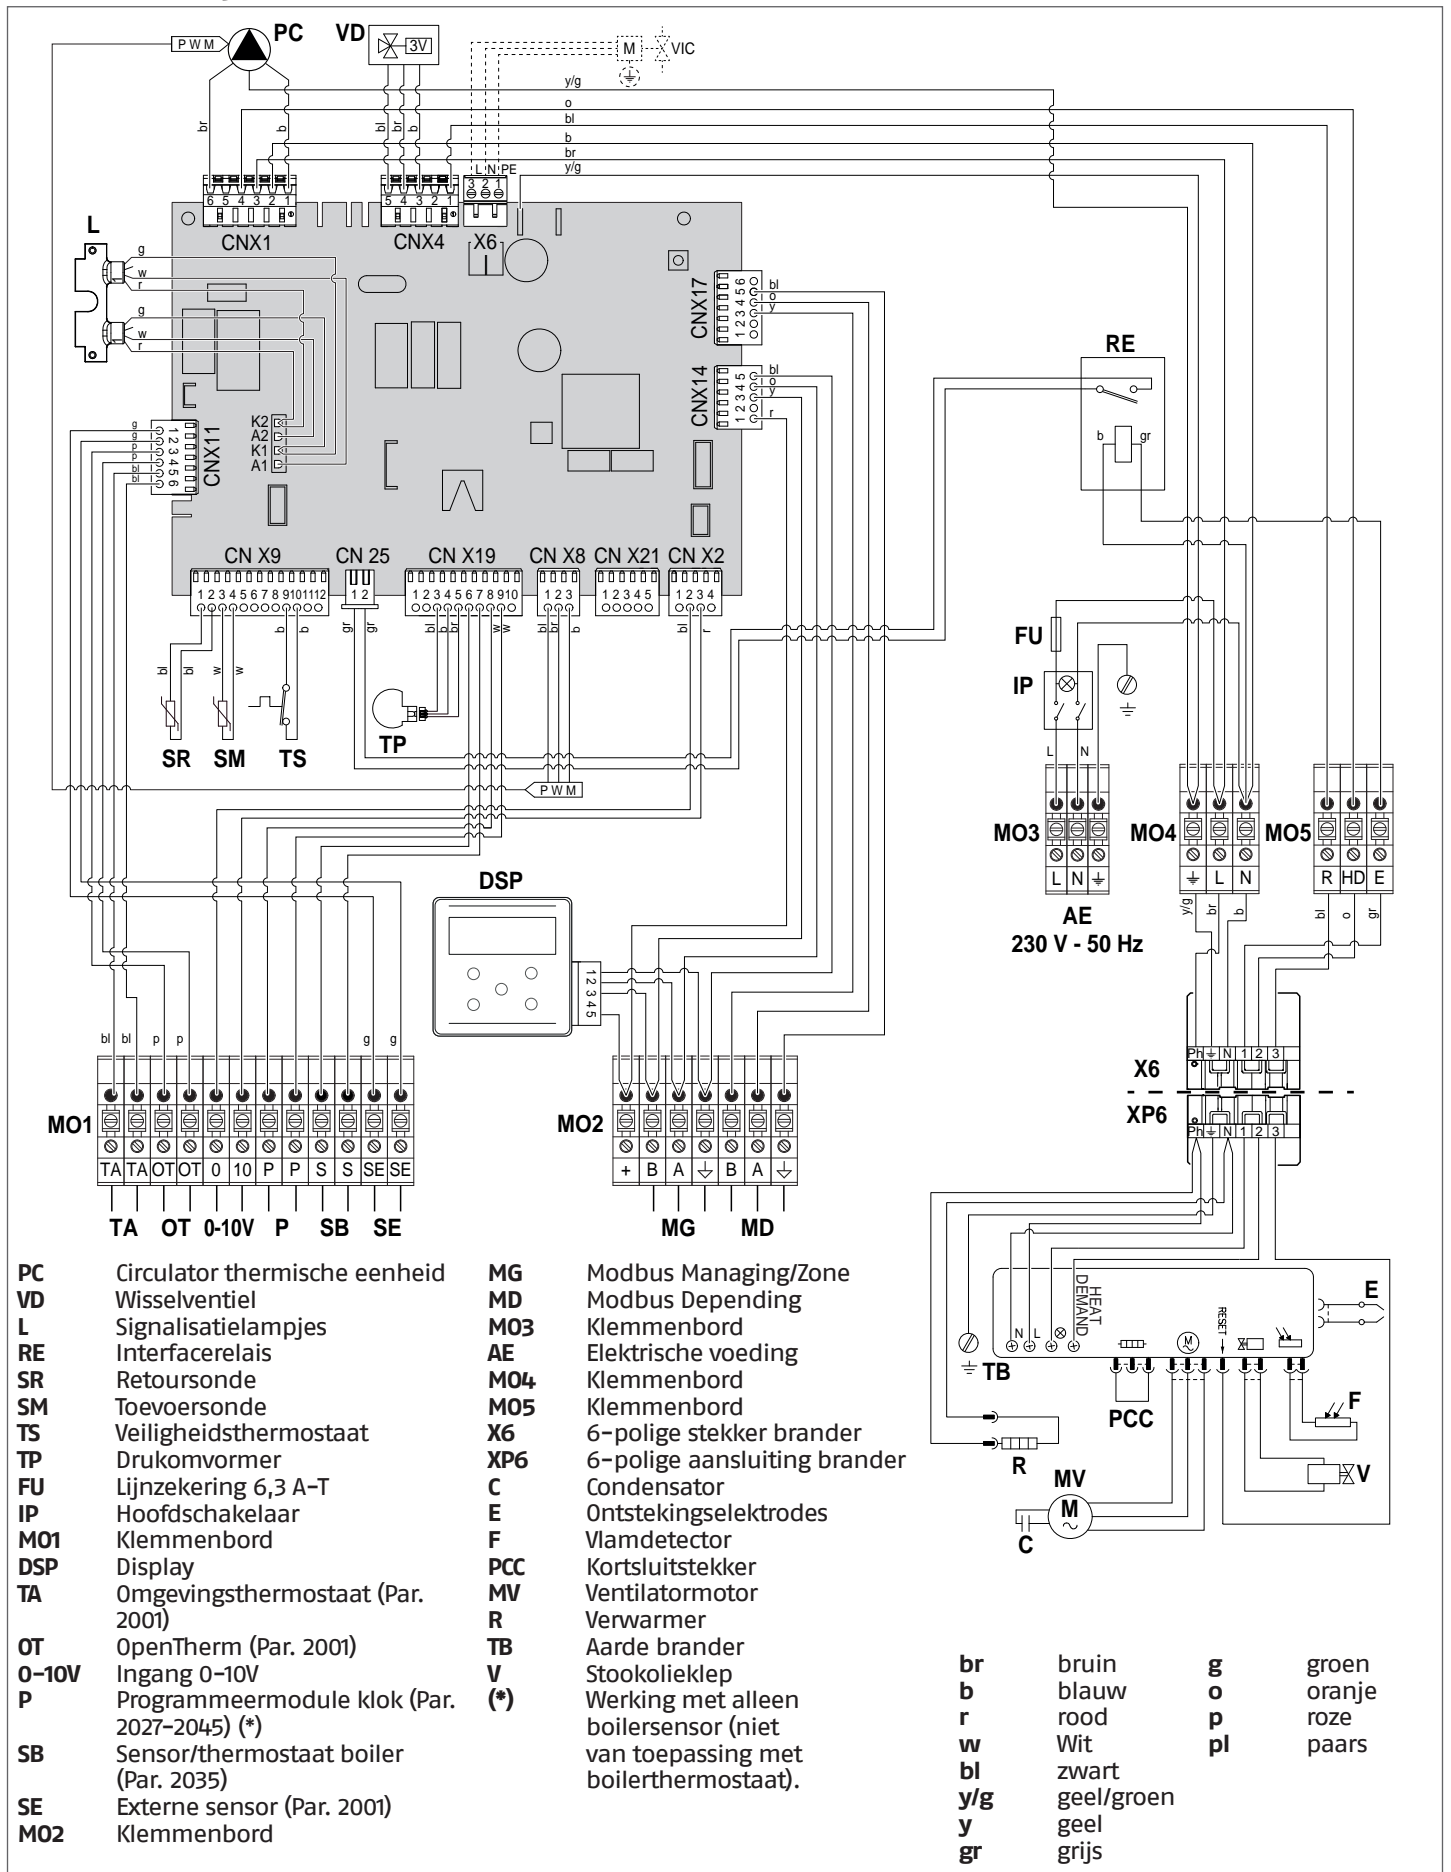 PWM
PC
VD
3V
M
VIC
y/g
o
bl
b
br
y/g
br
b
bl
br
b
L N PE
6 5 4 3 2 1
5 4 3 2 1
3 2 1
CNX1
CNX4
X6
L
g
w
r
g
w
r
K2
A2
K1
A1
CNX17
1 2 3 4 5 6
bl
o
y
CNX14
1 2 3 4 5
bl
o
y
r
g
g
p
p
bl
bl
1 2 3 4 5 6
CNX11
RE
b
gr
CN X9
CN 25
CN X19
CN X8
CN X21
CN X2
1 2 3 4 5 6 7 8 9 10 11 12
1 2
1 2 3 4 5 6 7 8 9 10
1 2 3
1 2 3 4 5
1 2 3 4
bl
bl
w
w
b
b
gr
gr
bl
b
br
w
w
bl
br
b
bl
r
SR
SM
TS
TP
PWM
FU
IP
L
N
MO3
L N
AE
230 V - 50 Hz
MO4
L N
MO5
R HD E
y/g
br
b
bl
o
gr
DSP
1 2 3 4 5
bl
bl
p
p
g
g
MO1
TA TA OT OT 0 10 P P S S SE SE
TA OT 0-10V P SB SE
MO2
+ B A B A
MG MD
Ph N 1 2 3
X6
XP6
Ph N 1 2 3
N L
HEAT
DEMAND
RESET
M
E
TB
PCC
F
R
MV
M
V
C
PC Circulator thermische eenheid
VD Wisselventiel
L Signalisatielampjes
RE Interfacerelais
SR Retoursonde
SM Toevoersonde
TS Veiligheidsthermostaat
TP Drukomvormer
FU Lijnzekering 6,3 A-T
IP Hoofdschakelaar
MO1 Klemmenbord
DSP Display
TA Omgevingsthermostaat (Par.
2001)
OT OpenTherm (Par. 2001)
0-10V Ingang 0-10V
P Programmeermodule klok (Par.
2027-2045) (*)
SB Sensor/thermostaat boiler
(Par. 2035)
SE Externe sensor (Par. 2001)
MO2 Klemmenbord
MG Modbus Managing/Zone
MD Modbus Depending
MO3 Klemmenbord
AE Elektrische voeding
MO4 Klemmenbord
MO5 Klemmenbord
X6 6-polige stekker brander
XP6 6-polige aansluiting brander
C Condensator
E Ontstekingselektrodes
F Vlamdetector
PCC Kortsluitstekker
MV Ventilatormotor
R Verwarmer
TB Aarde brander
V Stookolieklep
(*) Werking met alleen
boilersensor (niet
van toepassing met
boilerthermostaat).
br bruin
b blauw
r rood
w Wit
bl zwart
y/g geel/groen
y geel
gr grijs
g groen
o oranje
p roze
pl paars